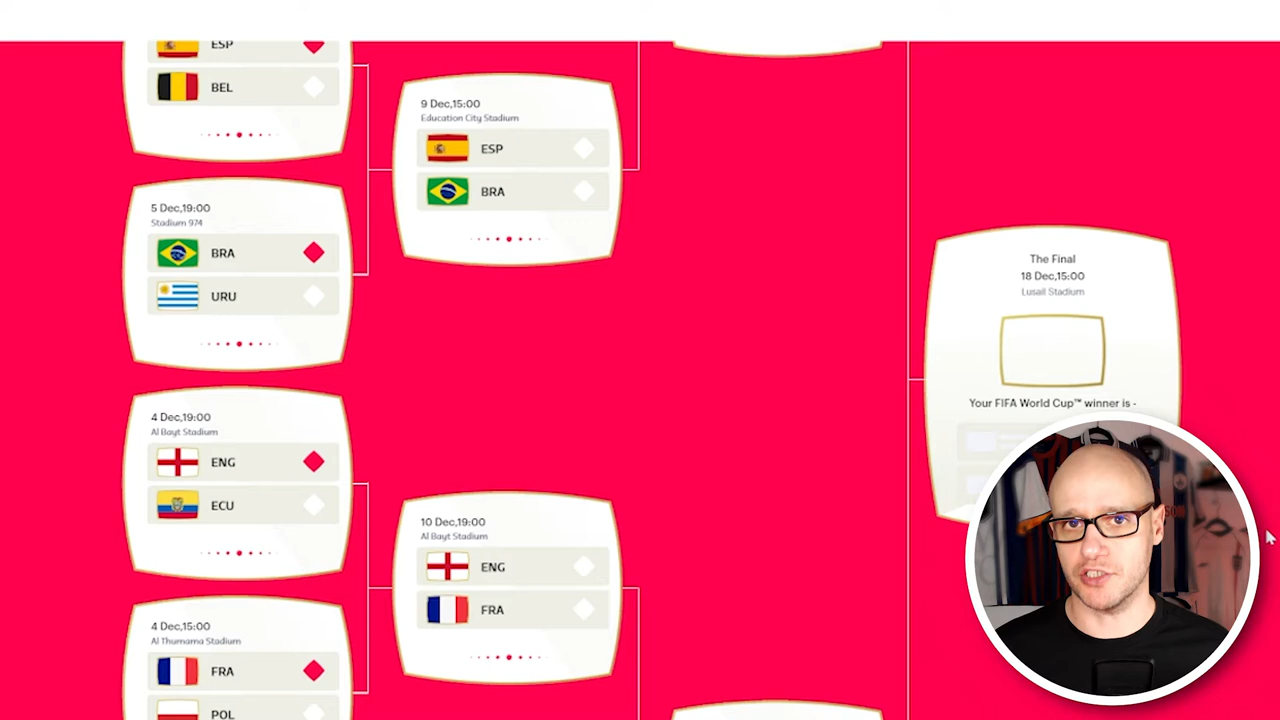 ESP
BEL
9 Dec,15:00
Education City Stadium
ESP
BRA
5 Dec,19:00
Stadium 974
BRA
URU
The Final
18 Dec,15:00
Lusail Stadium
Your FIFA World Cup™ winner is -
4 Dec,19:00
Al Bayt Stadium
ENG
ECU
10 Dec,19:00
Al Bayt Stadium
ENG
FRA
4 Dec,15:00
Al Thumama Stadium
FRA
POL